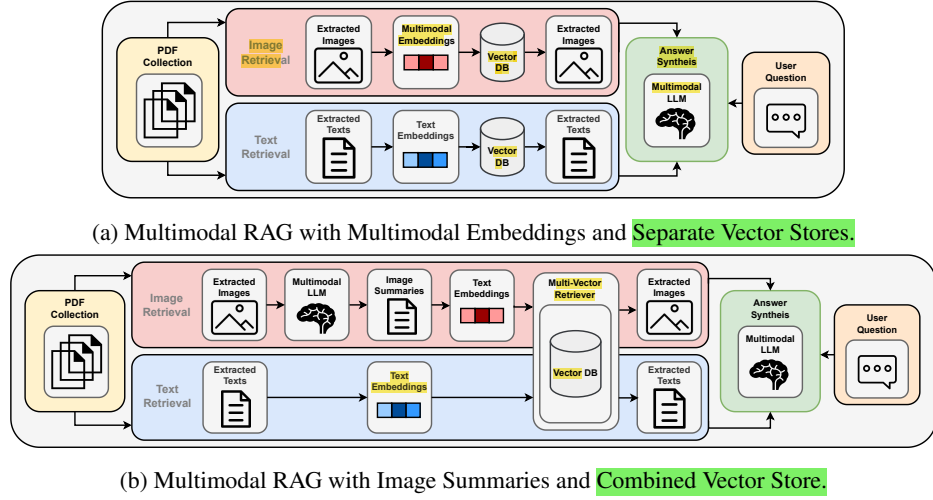 PDF
Collection
Image
Retrieval
Extracted
Images
Multimodal
Embeddings
Vector
DB
Extracted
Images
Text
Retrieval
Extracted
Texts
Text
Embeddings
Vector
DB
Extracted
Texts
Answer
Syntheis
Multimodal
LLM
User
Question
(a) Multimodal RAG with Multimodal Embeddings and Separate Vector Stores.
PDF
Collection
Image
Retrieval
Extracted
Images
Multimodal
LLM
Image
Summaries
Text
Embeddings
Multi-Vector
Retriever
Vector DB
Extracted
Images
Text
Retrieval
Extracted Texts
Text
Embeddings
Extracted
Texts
Answer
Syntheis
Multimodal
LLM
User
Question
(b) Multimodal RAG with Image Summaries and Combined Vector Store.